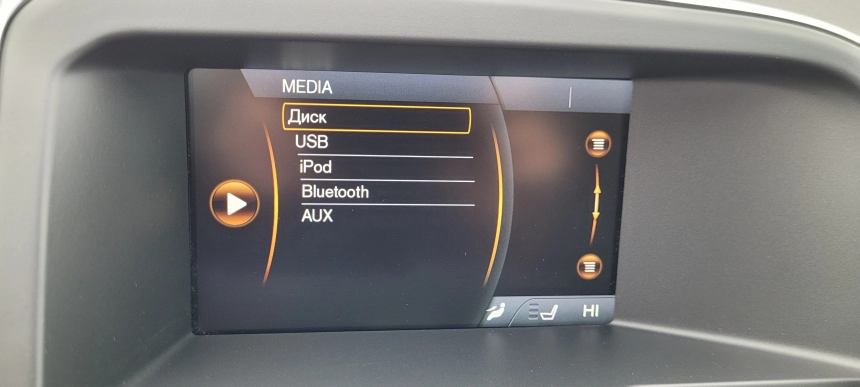 MEDIA
Диск
USB
iPod
Bluetooth
AUX
HI